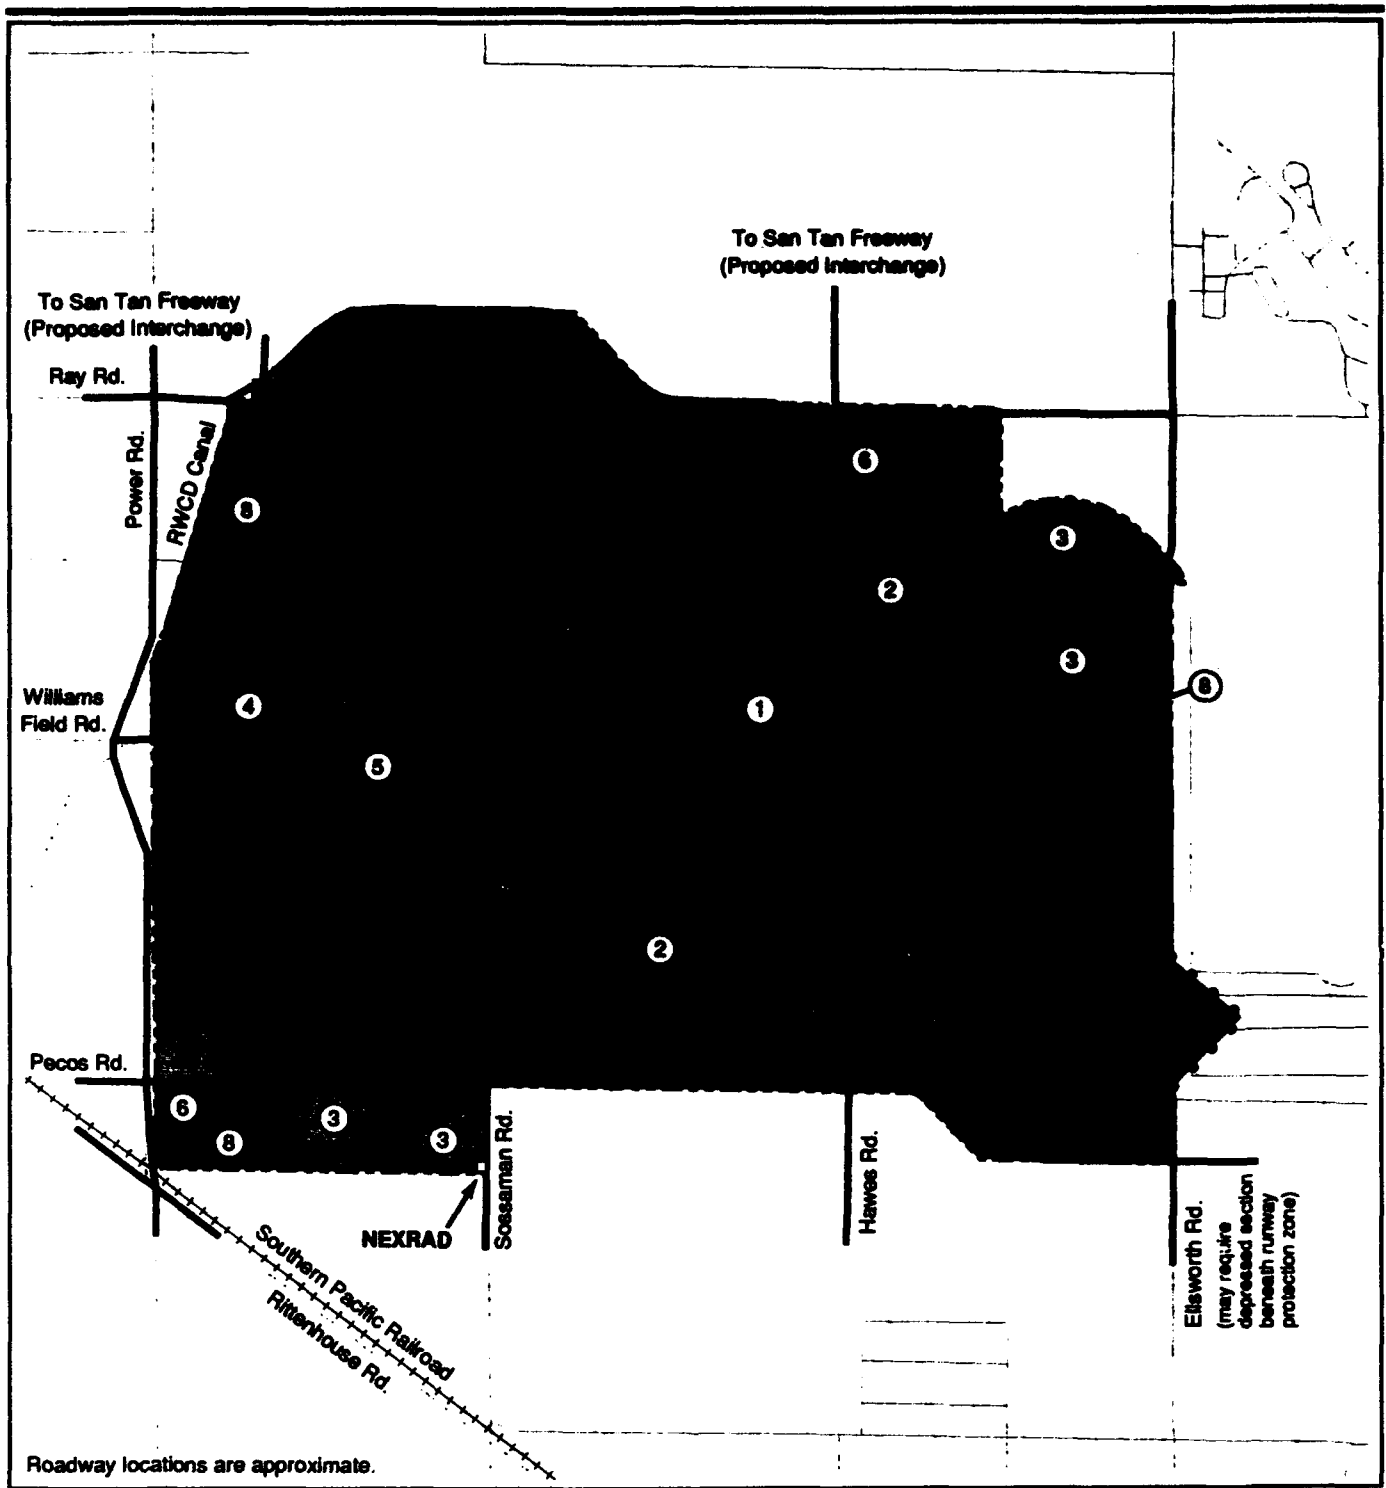 To San Tan Freeway
(Proposed Interchange)
To San Tan Freeway
(Proposed Interchange)
Ray Rd.
Power Rd.
RWCD Canal
6
8
3
2
3
Williams
Field Rd.
4
1
8
5
2
Pecos Rd.
6
3
8
3
NEXRAD
Sossaman Rd.
Hawes Rd.
Ellsworth Rd.
(may require
depressed section
beneath runway
protection zone)
Southern Pacific Railroad
Rittenhouse Rd.
Roadway locations are approximate.